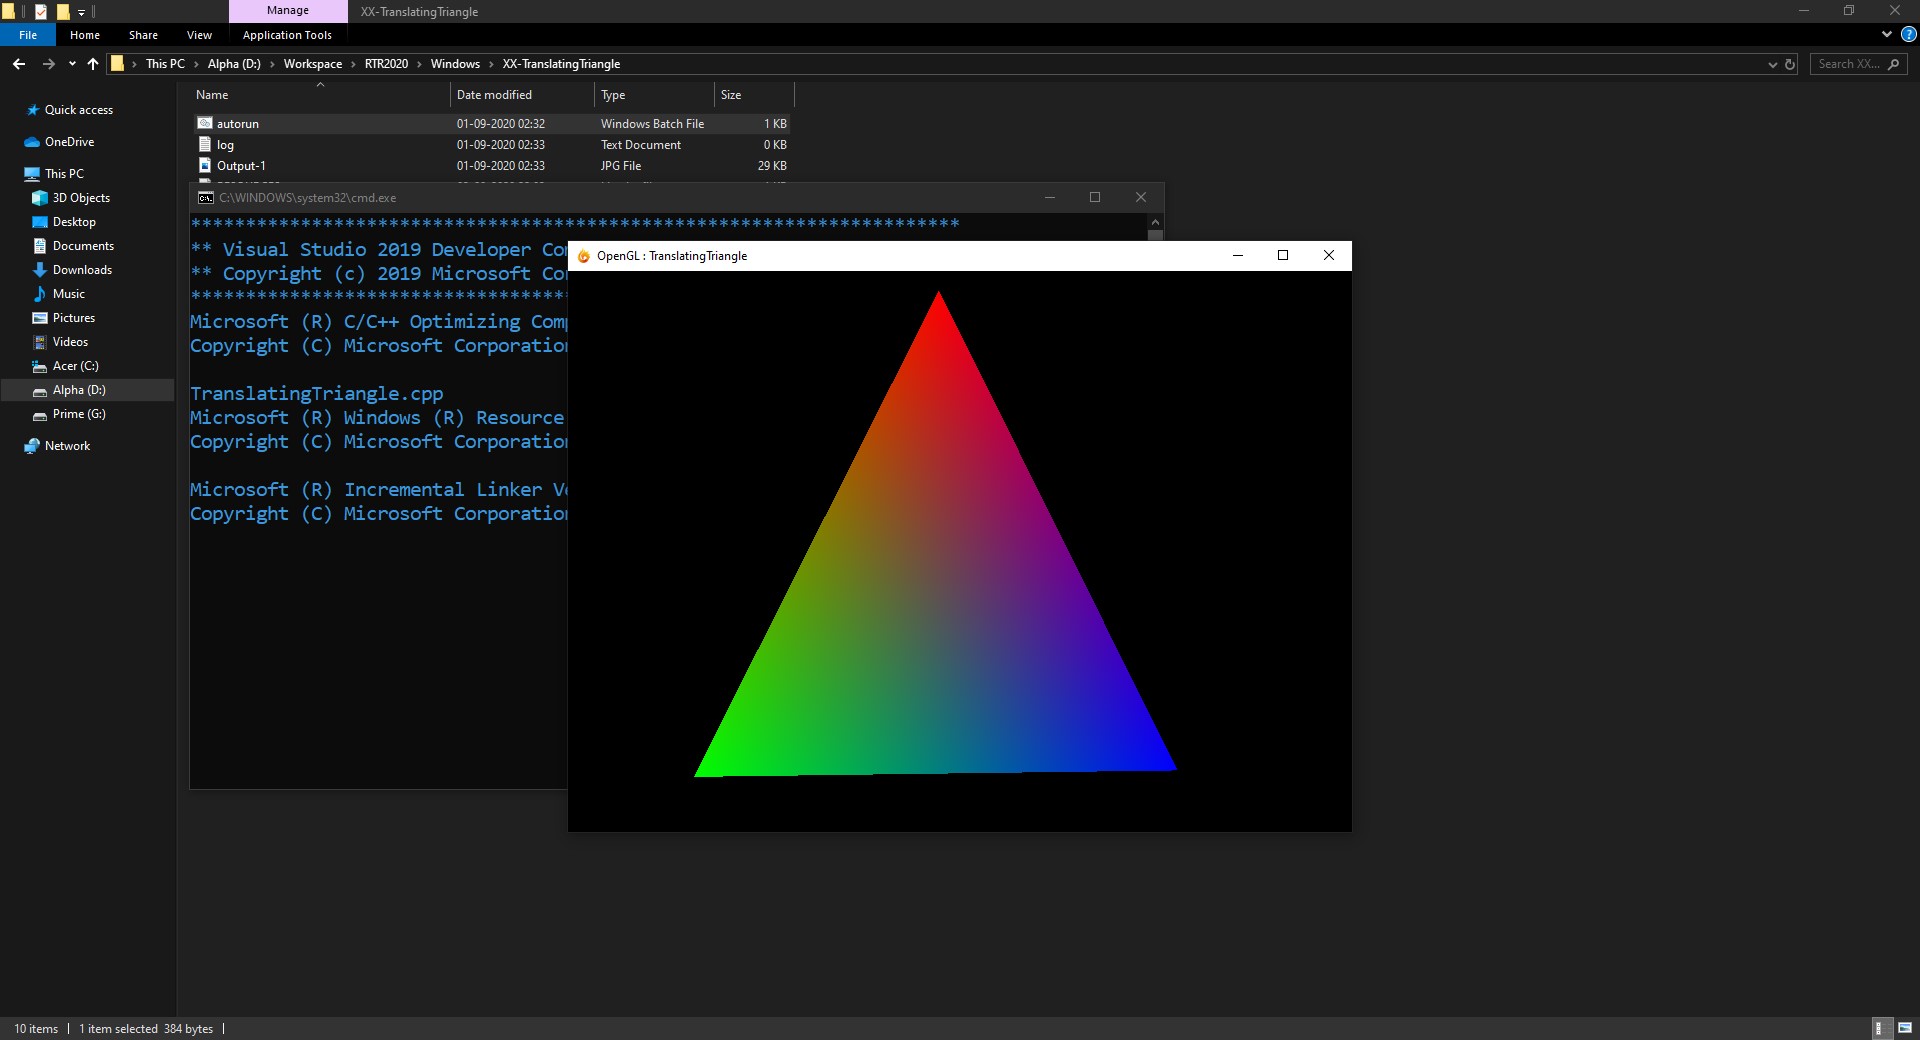 Manage
XX-TranslatingTriangle
File
Home
Share
View
Application Tools
This PC
Alpha (D:)
Workspace
RTR2020
Windows
XX-TranslatingTriangle
Search XX...
Name
Date modified
Type
Size
autorun
01-09-2020 02:32
Windows Batch File
1 KB
log
01-09-2020 02:33
Text Document
0 KB
Output-1
01-09-2020 02:33
JPG File
29 KB
Quick access
OneDrive
This PC
3D Objects
Desktop
Documents
Downloads
Music
Pictures
Videos
Acer (C:)
Alpha (D:)
Prime (G:)
Network
C:\WINDOWS\system32\cmd.exe
**********************************************************************
** Visual Studio 2019 Developer Co
** Copyright (c) 2019 Microsoft Co
***********************************
Microsoft (R) C/C++ Optimizing Com
Copyright (C) Microsoft Corporation
TranslatingTriangle.cpp
Microsoft (R) Windows (R) Resource
Copyright (C) Microsoft Corporation
Microsoft (R) Incremental Linker Ve
Copyright (C) Microsoft Corporation
OpenGL : TranslatingTriangle
10 items
1 item selected 384 bytes